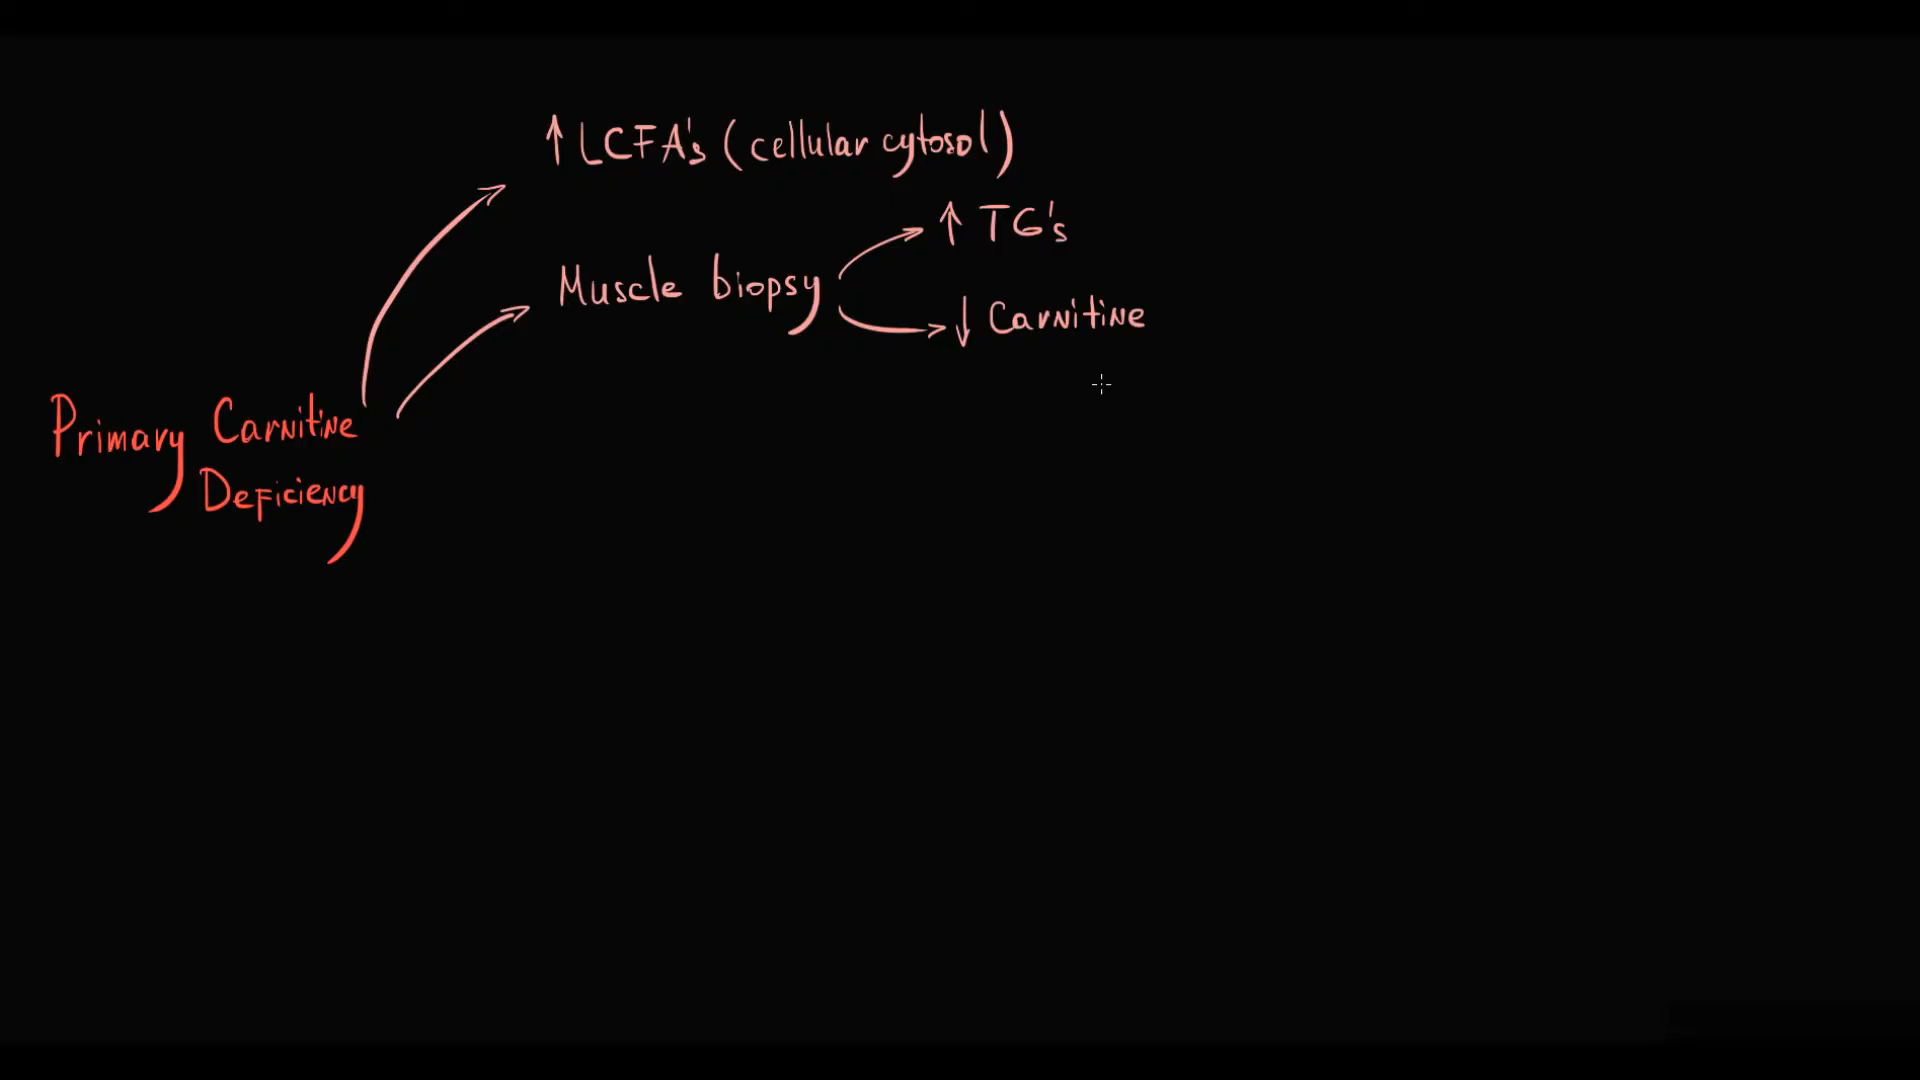 ↑ LCFA's (cellular cytosol)
↑ TG's
Muscle biopsy
↓ Carnitine
Primary Carnitine
Deficiency